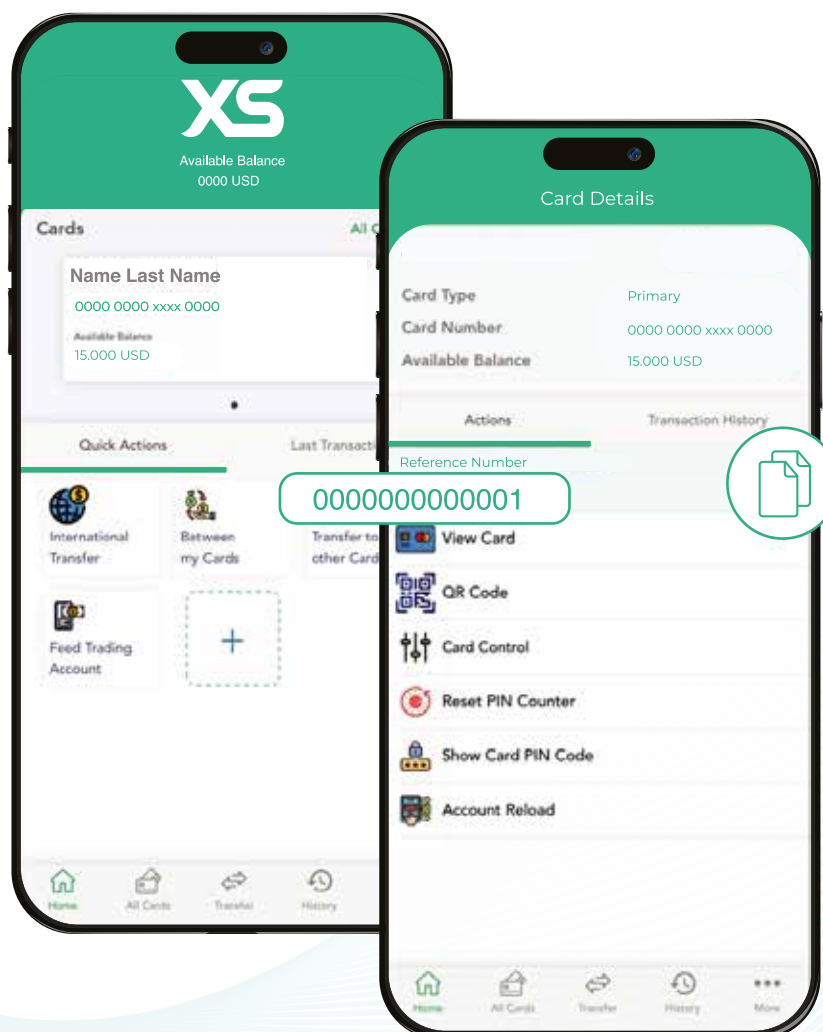 XS
Available Balance
0000 USD
Cards
All
Name Last Name
0000 0000 xxxx 0000
Available Balance
15.000 USD
Quick Actions
Last
International
Transfer
Between
my Cards
Transfer to
other Card
Feed Trading
Account
+
Home
All Cards
Transfer
History
Card Details
Card Type
Primary
Card Number
0000 0000 xxxx 0000
Available Balance
15.000 USD
Actions
Transaction History
Reference Number
0000000000001
View Card
QR Code
Card Control
Reset PIN Counter
Show Card PIN Code
Account Reload
Home
All Cards
Transfer
History
More